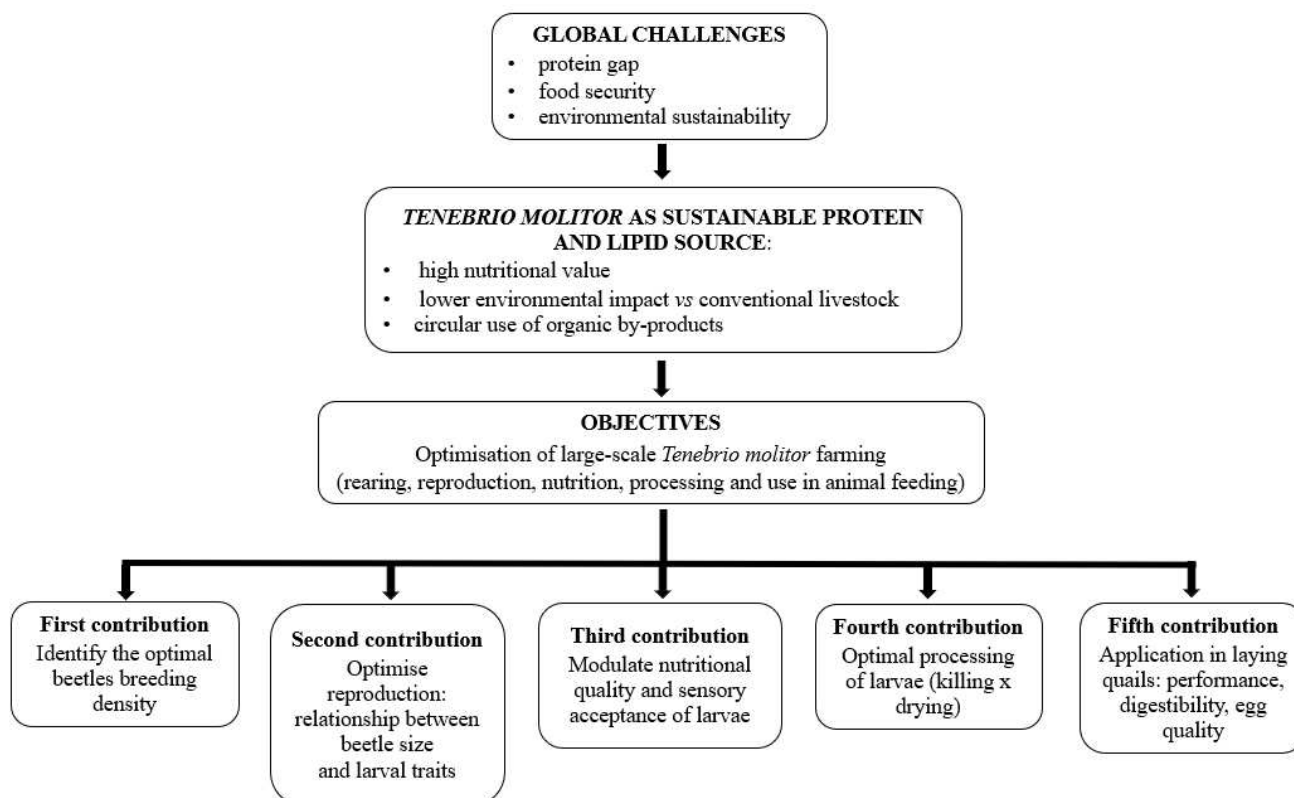 GLOBAL CHALLENGES
• protein gap
• food security
• environmental sustainability
TENEBRIO MOLITOR AS SUSTAINABLE PROTEIN
AND LIPID SOURCE:
• high nutritional value
• lower environmental impact vs conventional livestock
• circular use of organic by-products
OBJECTIVES
Optimisation of large-scale Tenebrio molitor farming
(rearing, reproduction, nutrition, processing and use in animal feeding)
First contribution
Identify the optimal
beetles breeding
density
Second contribution
Optimise
reproduction:
relationship between
beetle size
and larval traits
Third contribution
Modulate nutritional
quality and sensory
acceptance of larvae
Fourth contribution
Optimal processing
of larvae (killing x
drying)
Fifth contribution
Application in laying
quails: performance,
digestibility, egg
quality